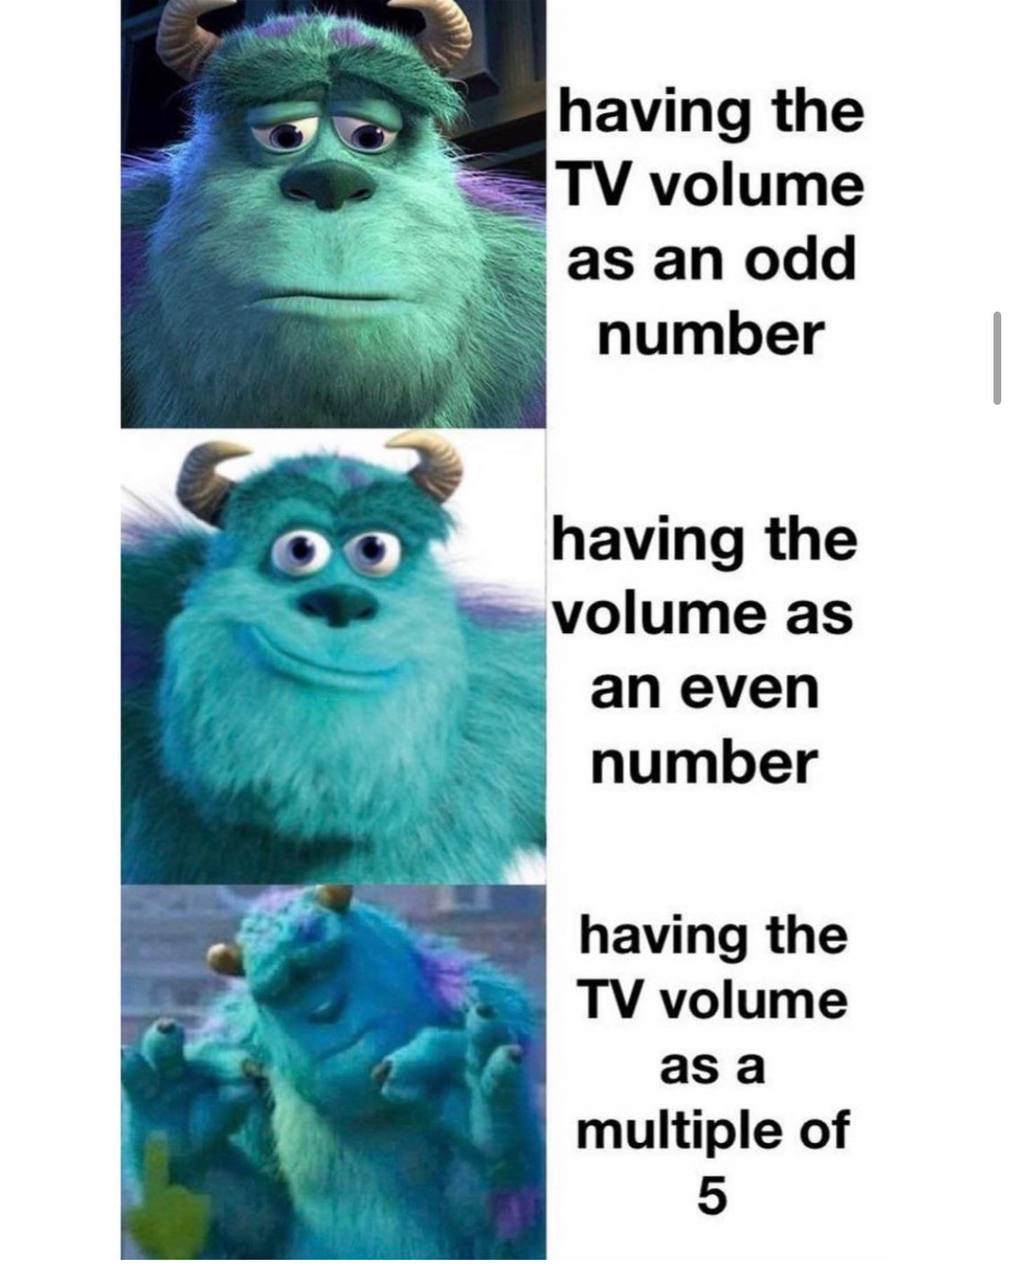 having the
TV volume
as an odd
number
having the
volume as
an even
number
having the
TV volume
as a
multiple of
5